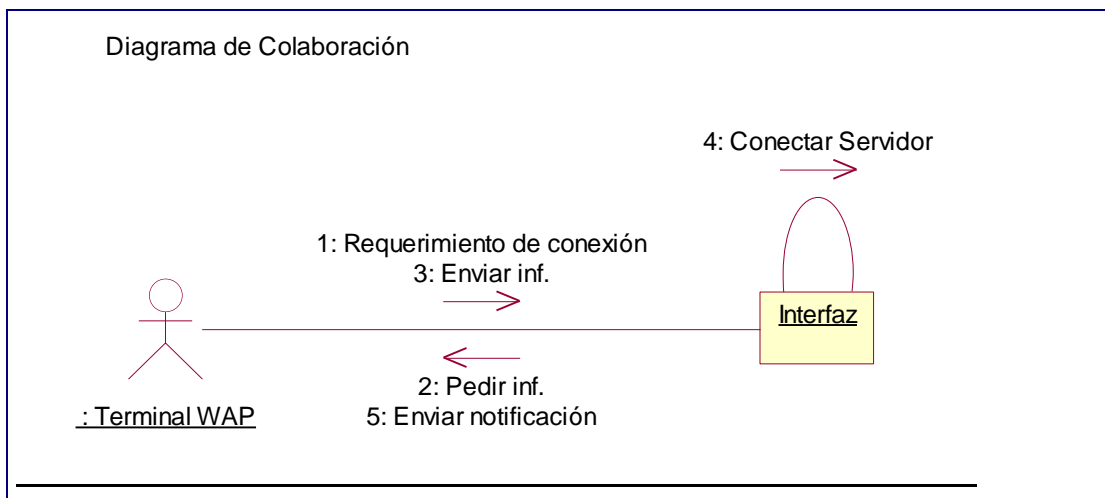 Diagrama de Colaboración
4: Conectar Servidor
1: Requerimiento de conexión
3: Enviar inf.
Interfaz
2: Pedir inf.
: Terminal WAP
5: Enviar notificación